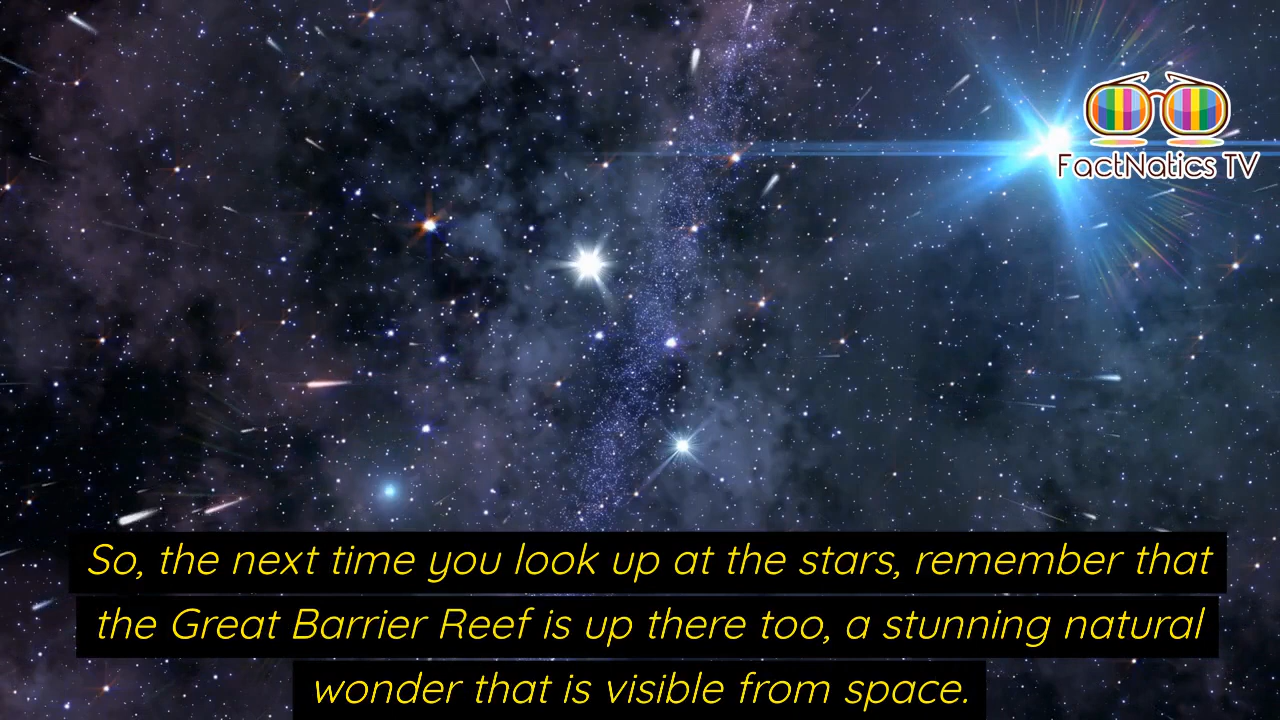 FactNatics TV
So, the next time you look up at the stars, remember that
the Great Barrier Reef is up there too, a stunning natural
wonder that is visible from space.